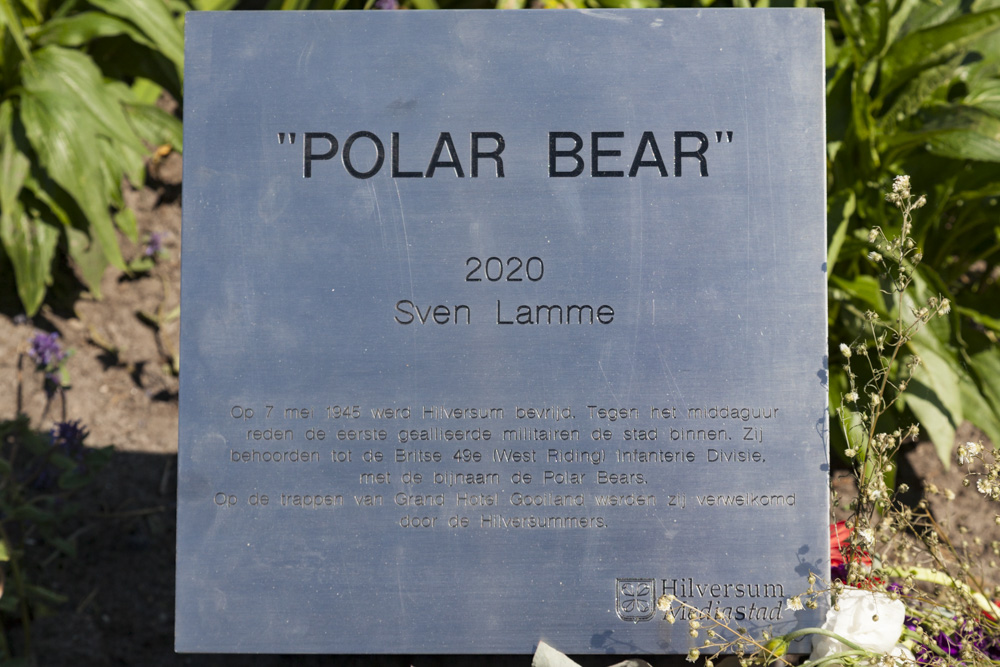 "POLAR BEAR"
2020
Sven Lamme
Op 7 mei 1945 werd Hilversum bevrijd. Tegen het middaguur
reden de eerste geallieerde militairen de stad binnen. Zij
behoorden tot de Britse 49e (West Riding) Infanterie Divisie,
met de bijnaam de Polar Bears.
Op de trappen van Grand Hotel Gooiland werden zij verwelkomd
door de Hilversummers.
Hilversum
Mediastad